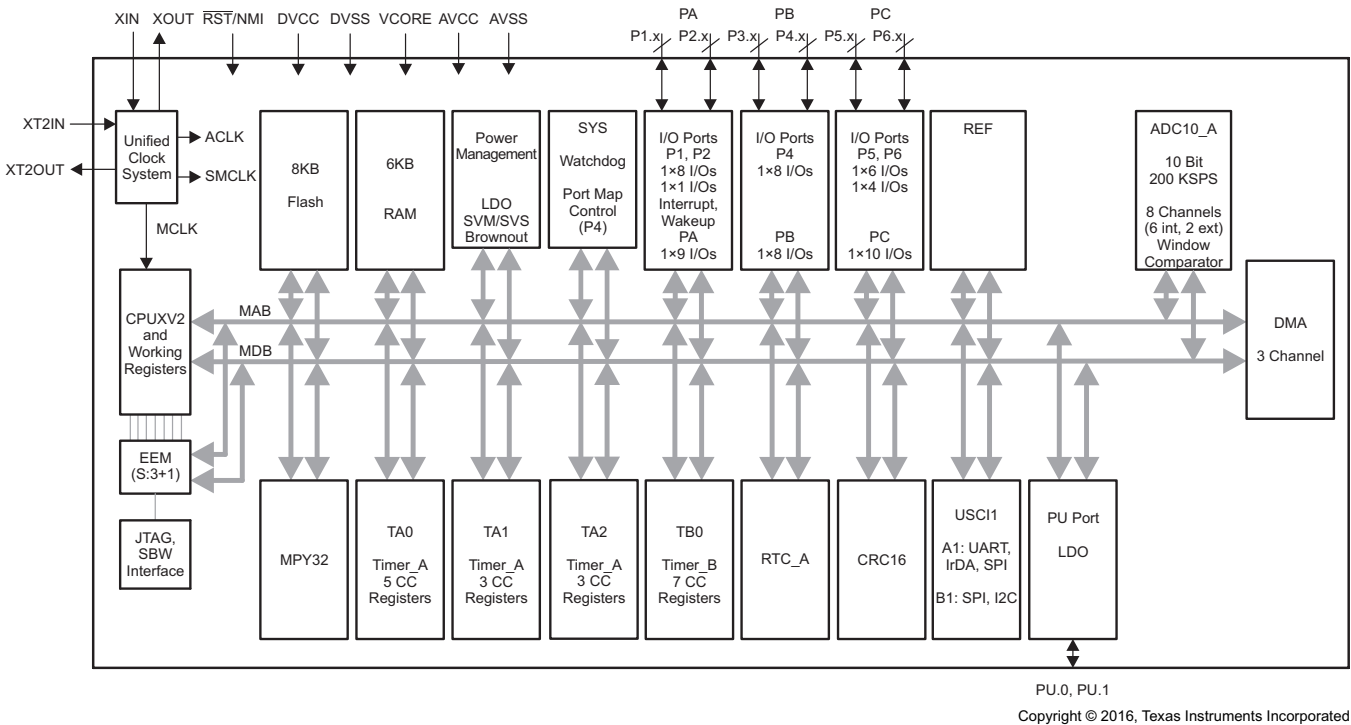 XIN XOUT RST/NMI DVCC DVSS VCORE AVCC AVSS
PA PB PC
P1.x P2.x P3.x P4.x P5.x P6.x
XT2IN
XT2OUT
Unified
Clock
System
ACLK
SMCLK
MCLK
8KB
Flash
6KB
RAM
Power
Management
LDO
SVM/SVS
Brownout
SYS
Watchdog
Port Map
Control
(P4)
I/O Ports
P1, P2
1×8 I/Os
1×1 I/Os
Interrupt,
Wakeup
PA
1×9 I/Os
I/O Ports
P4
1×8 I/Os
PB
1×8 I/Os
I/O Ports
P5, P6
1×6 I/Os
1×4 I/Os
PC
1×10 I/Os
REF
ADC10_A
10 Bit
200 KSPS
8 Channels
(6 int, 2 ext)
Window
Comparator
CPUXV2
and
Working
Registers
MAB
MDB
DMA
3 Channel
EEM
(S:3+1)
JTAG,
SBW
Interface
MPY32
TA0
Timer_A
5 CC
Registers
TA1
Timer_A
3 CC
Registers
TA2
Timer_A
3 CC
Registers
TB0
Timer_B
7 CC
Registers
RTC_A
CRC16
USCI1
A1: UART,
IrDA, SPI
B1: SPI, I2C
PU Port
LDO
PU.0, PU.1
Copyright © 2016, Texas Instruments Incorporated